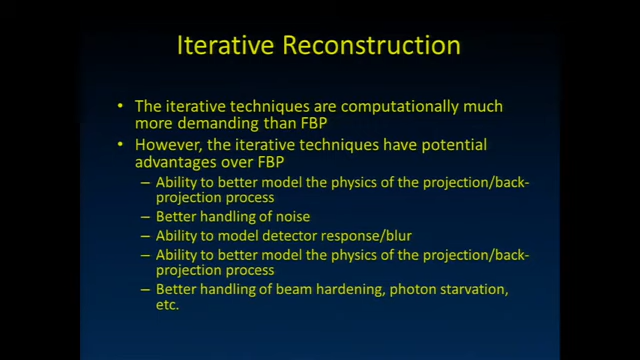 Iterative Reconstruction
• The iterative techniques are computationally much
more demanding than FBP
• However, the iterative techniques have potential
advantages over FBP
– Ability to better model the physics of the projection/back-
projection process
– Better handling of noise
– Ability to model detector response/blur
– Ability to better model the physics of the projection/back-
projection process
– Better handling of beam hardening, photon starvation,
etc.